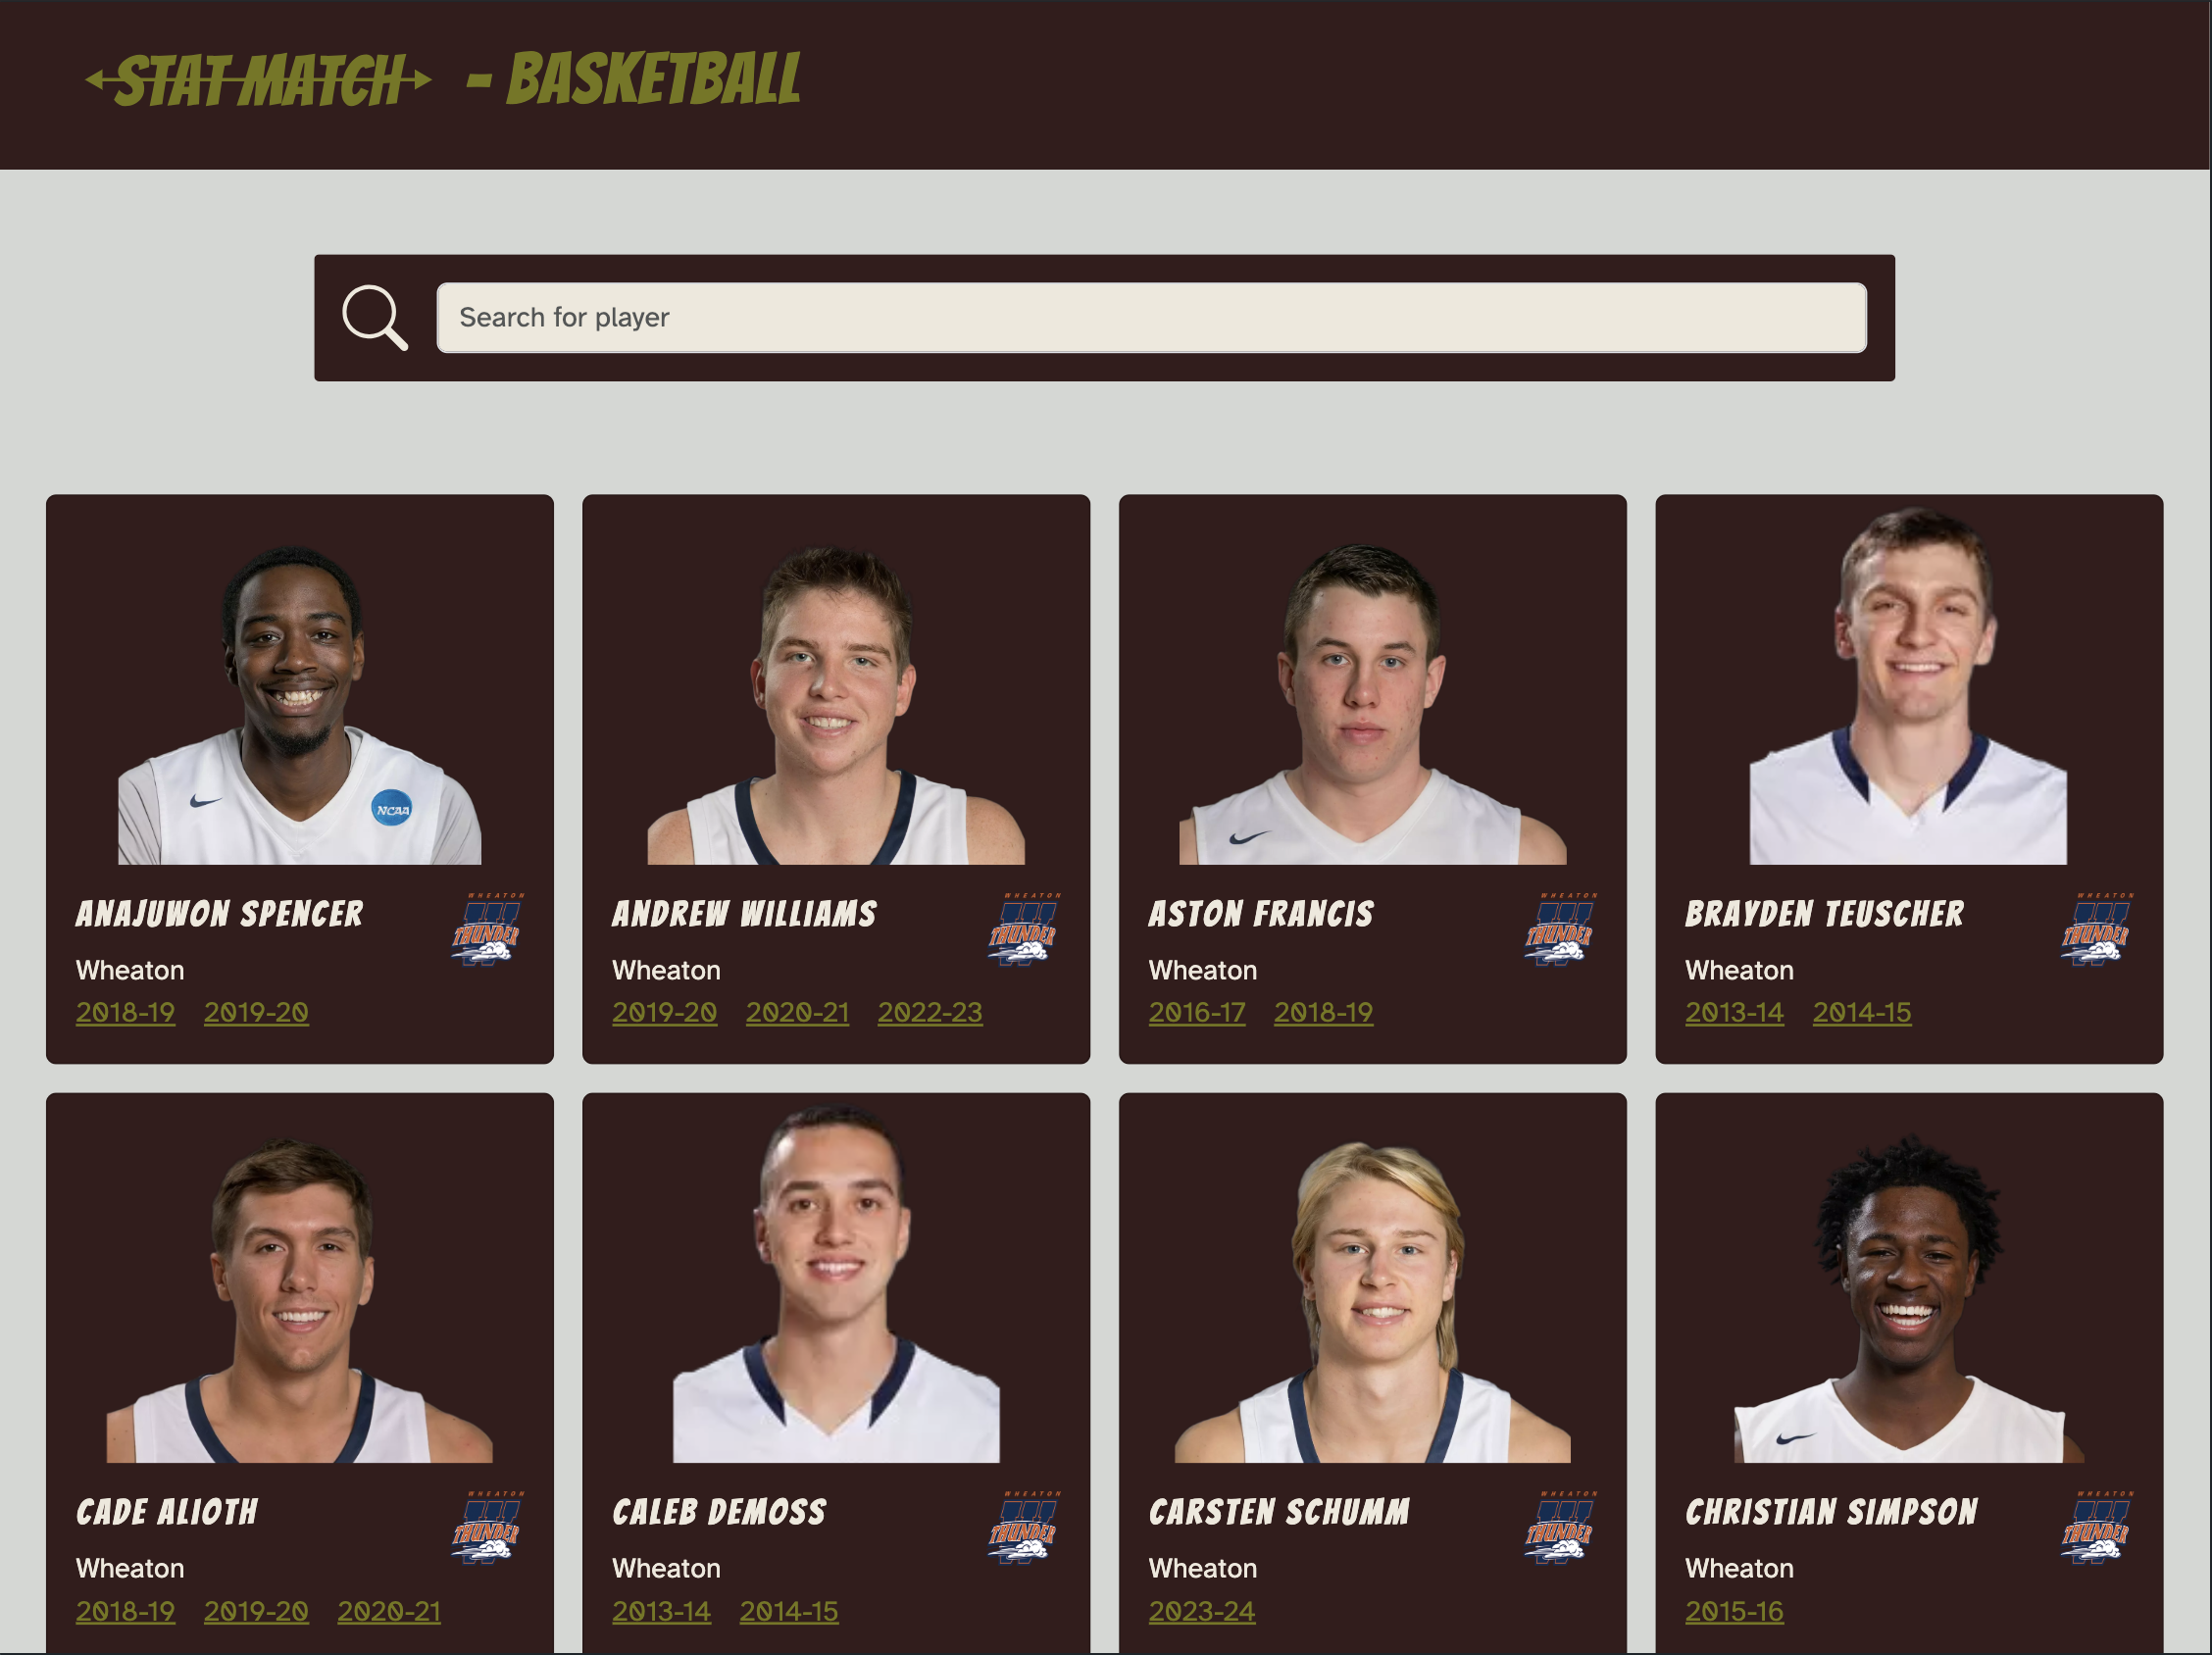 STAT MATCH - BASKETBALL
Search for player
NCAA
ANAJUWON SPENCER
WHEATON
THUNDER
Wheaton
2018-19 2019-20
ANDREW WILLIAMS
WHEATON
THUNDER
Wheaton
2019-20 2020-21 2022-23
ASTON FRANCIS
WHEATON
THUNDER
Wheaton
2016-17 2018-19
BRAYDEN TEUSCHER
WHEATON
THUNDER
Wheaton
2013-14 2014-15
CADE ALIOTH
WHEATON
THUNDER
Wheaton
2018-19 2019-20 2020-21
CALEB DEMOSS
WHEATON
THUNDER
Wheaton
2013-14 2014-15
CARSTEN SCHUMM
WHEATON
THUNDER
Wheaton
2023-24
CHRISTIAN SIMPSON
WHEATON
THUNDER
Wheaton
2015-16